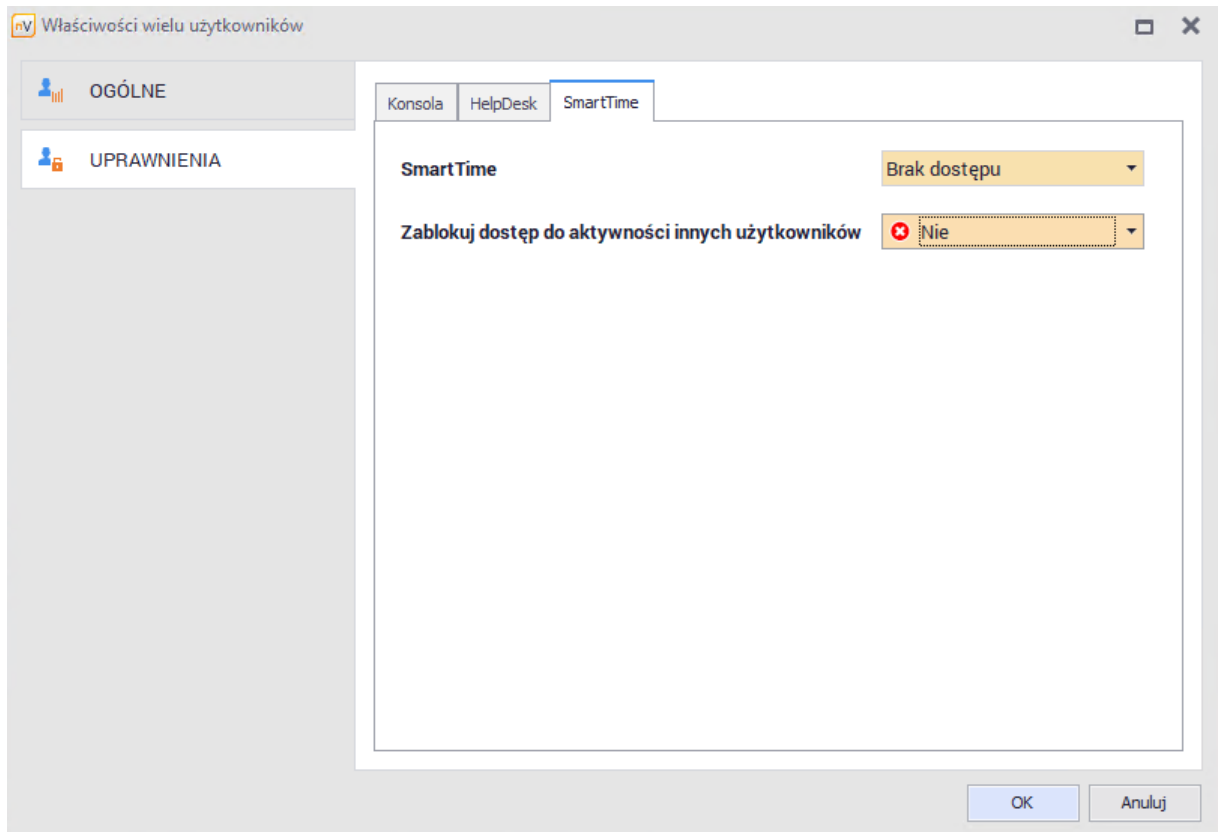 nV Właściwości wielu użytkowników
OGÓLNE
UPRAWNIENIA
Konsola HelpDesk SmartTime
SmartTime Brak dostępu
Zablokuj dostęp do aktywności innych użytkowników Nie
OK Anuluj